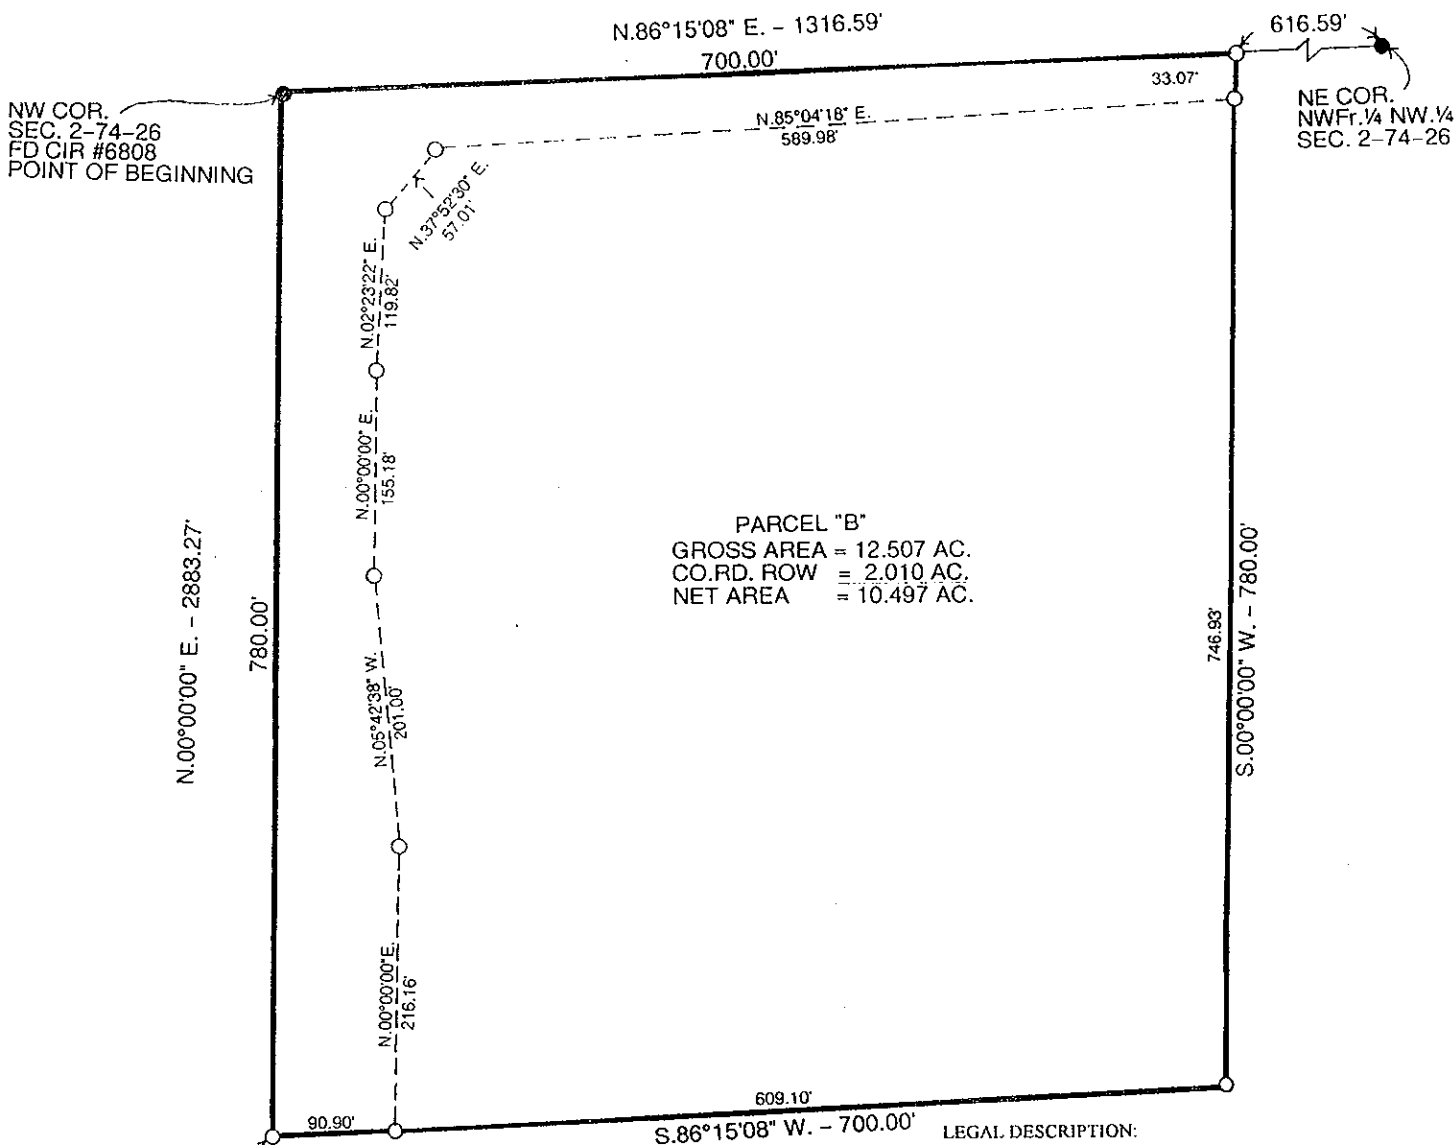 N.86°15'08" E. - 1316.59'
700.00'
616.59'
33.07'
NW COR.
SEC. 2-74-26
FD CIR #6808
POINT OF BEGINNING
NE COR.
NWFr.¼ NW.¼
SEC. 2-74-26
N.85°04'18" E.
589.98'
N.37°52'30" E.
57.01'
N.02°23'22" E.
119.82'
N.00°00'00" E.
155.18'
N.00°00'00" E. - 2883.27'
780.00'
PARCEL "B"
GROSS AREA = 12.507 AC.
CO.RD. ROW = 2.010 AC.
NET AREA = 10.497 AC.
746.93'
S.00°00'00" W. - 780.00'
N.05°42'38" W.
201.00'
N.00°00'00"E.
216.16'
90.90'
609.10'
S.86°15'08" W. - 700.00'
LEGAL DESCRIPTION: